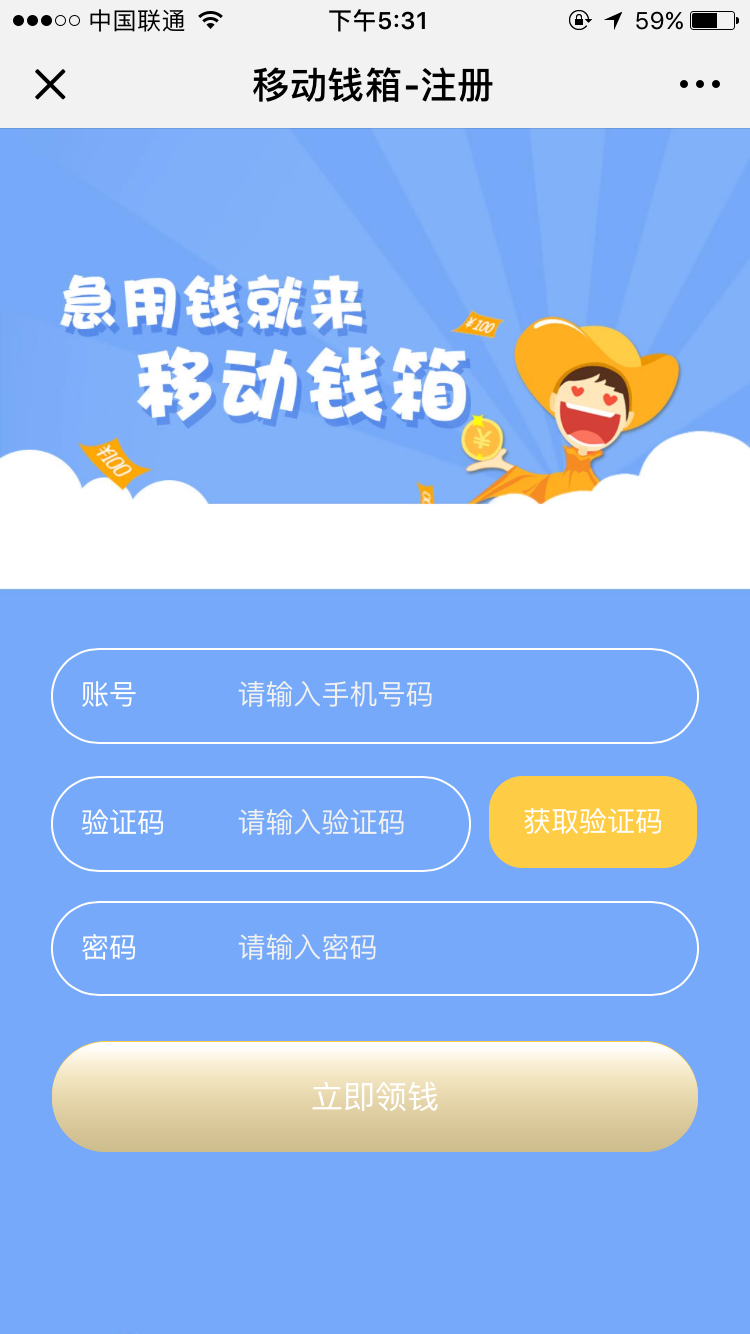 中国联通 下午5:31 59%
移动钱箱-注册
急用钱就来
¥100
移动钱箱
¥
¥100
账号 请输入手机号码
验证码 请输入验证码 获取验证码
密码 请输入密码
立即领钱